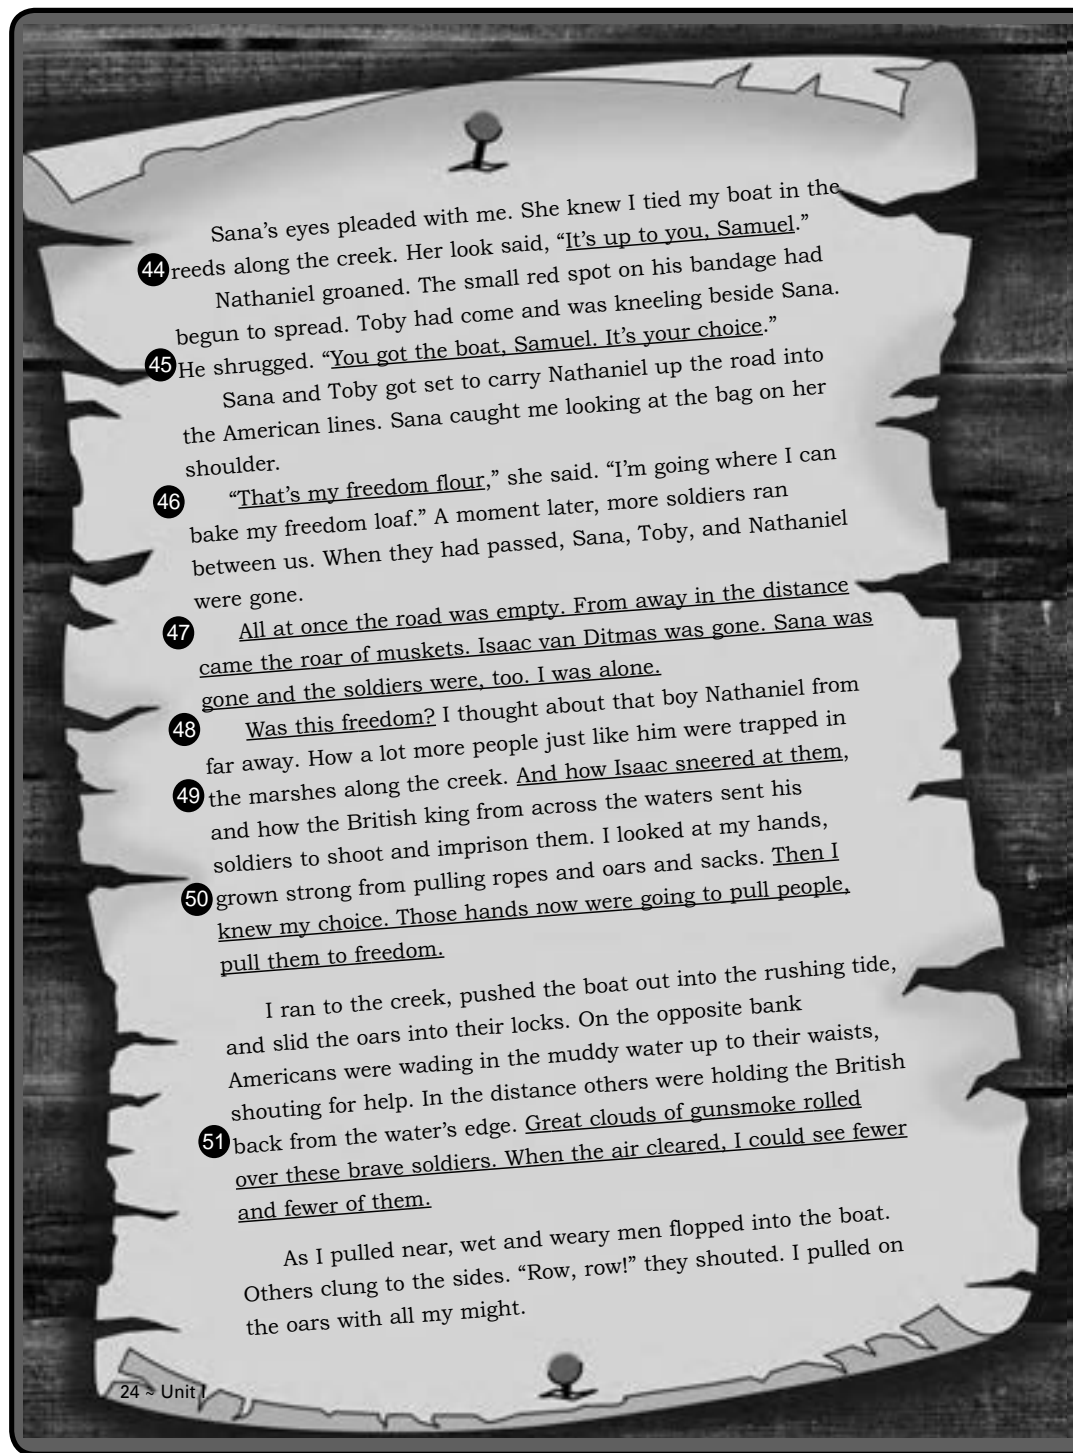 Sana’s eyes pleaded with me. She knew I tied my boat in the
44 reeds along the creek. Her look said, “It’s up to you, Samuel.”
Nathaniel groaned. The small red spot on his bandage had
begun to spread. Toby had come and was kneeling beside Sana.
45 He shrugged. “You got the boat, Samuel. It’s your choice.”
Sana and Toby got set to carry Nathaniel up the road into
the American lines. Sana caught me looking at the bag on her
shoulder.
46 “That’s my freedom flour,” she said. “I’m going where I can
bake my freedom loaf.” A moment later, more soldiers ran
between us. When they had passed, Sana, Toby, and Nathaniel
were gone.
47 All at once the road was empty. From away in the distance
came the roar of muskets. Isaac van Ditmas was gone. Sana was
gone and the soldiers were, too. I was alone.
48 Was this freedom? I thought about that boy Nathaniel from
far away. How a lot more people just like him were trapped in
49 the marshes along the creek. And how Isaac sneered at them,
and how the British king from across the waters sent his
soldiers to shoot and imprison them. I looked at my hands,
50 grown strong from pulling ropes and oars and sacks. Then I
knew my choice. Those hands now were going to pull people,
pull them to freedom.
I ran to the creek, pushed the boat out into the rushing tide,
and slid the oars into their locks. On the opposite bank
Americans were wading in the muddy water up to their waists,
shouting for help. In the distance others were holding the British
51 back from the water’s edge. Great clouds of gunsmoke rolled
over these brave soldiers. When the air cleared, I could see fewer
and fewer of them.
As I pulled near, wet and weary men flopped into the boat.
Others clung to the sides. “Row, row!” they shouted. I pulled on
the oars with all my might.
24 ~ Unit I